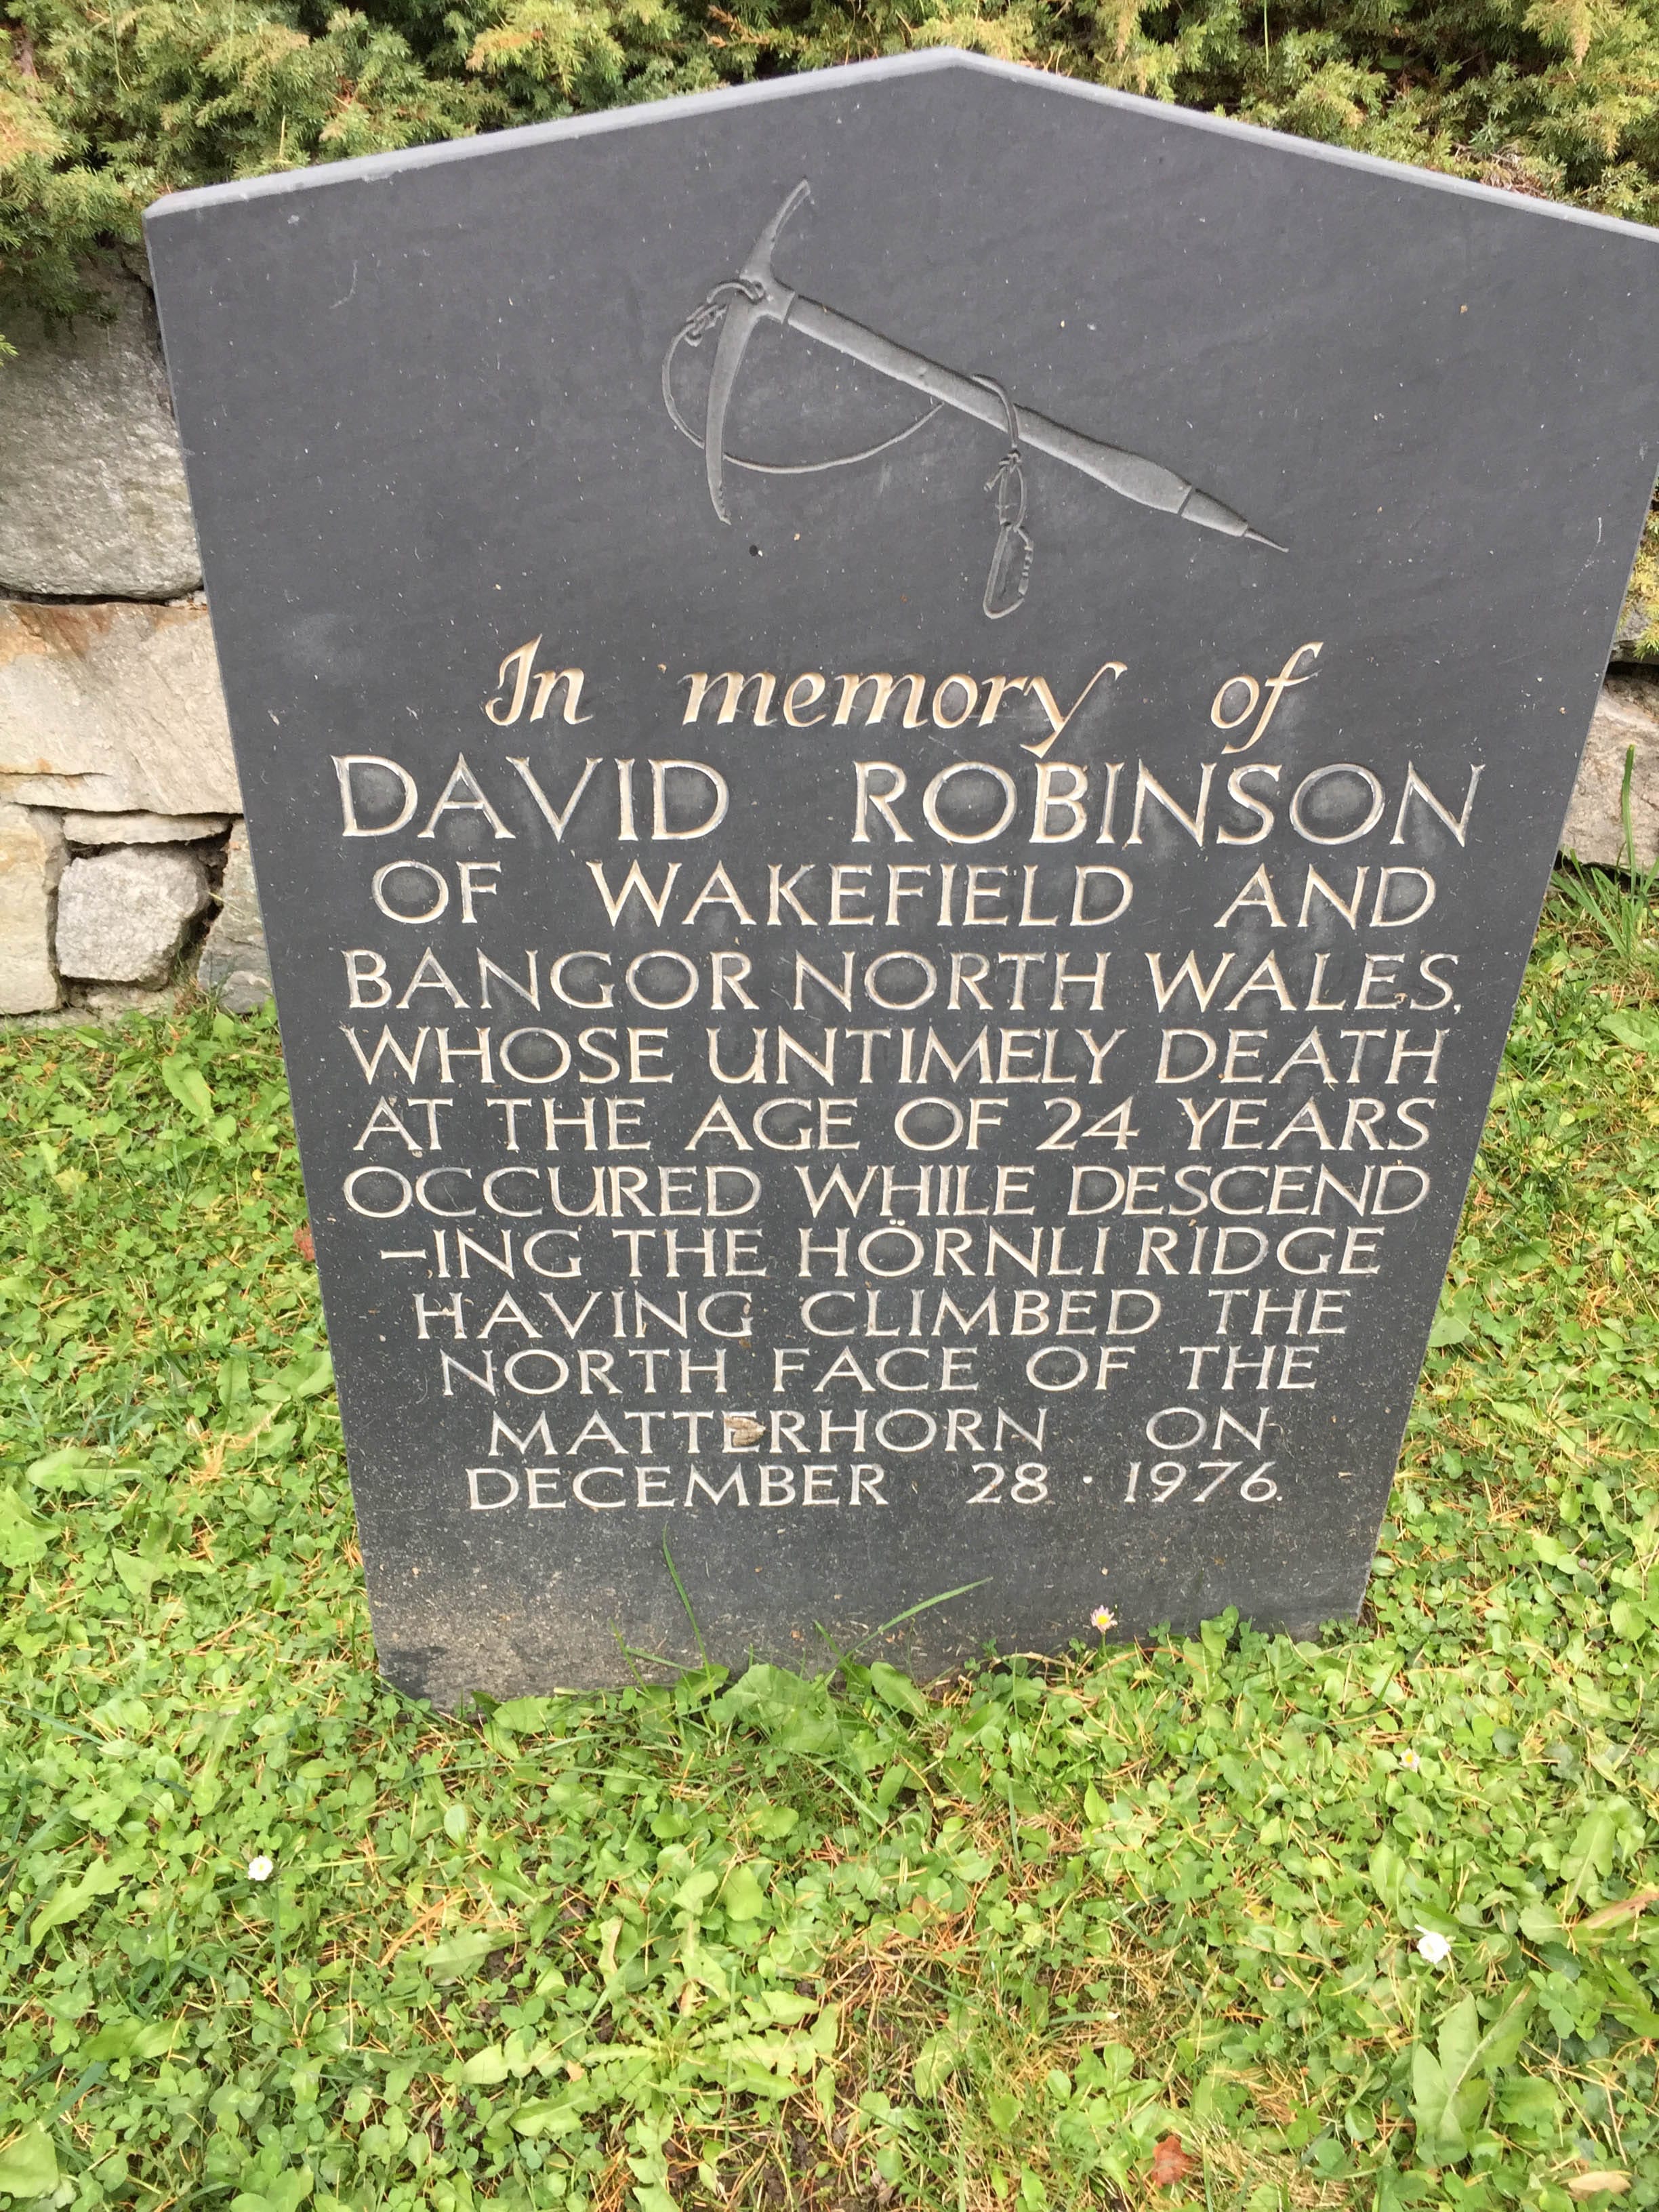 In memory of
DAVID ROBINSON
OF WAKEFIELD AND
BANGOR NORTH WALES,
WHOSE UNTIMELY DEATH
AT THE AGE OF 24 YEARS
OCCURED WHILE DESCEND
-ING THE HÖRNLI RIDGE
HAVING CLIMBED THE
NORTH FACE OF THE
MATTERHORN ON
DECEMBER 28 · 1976.